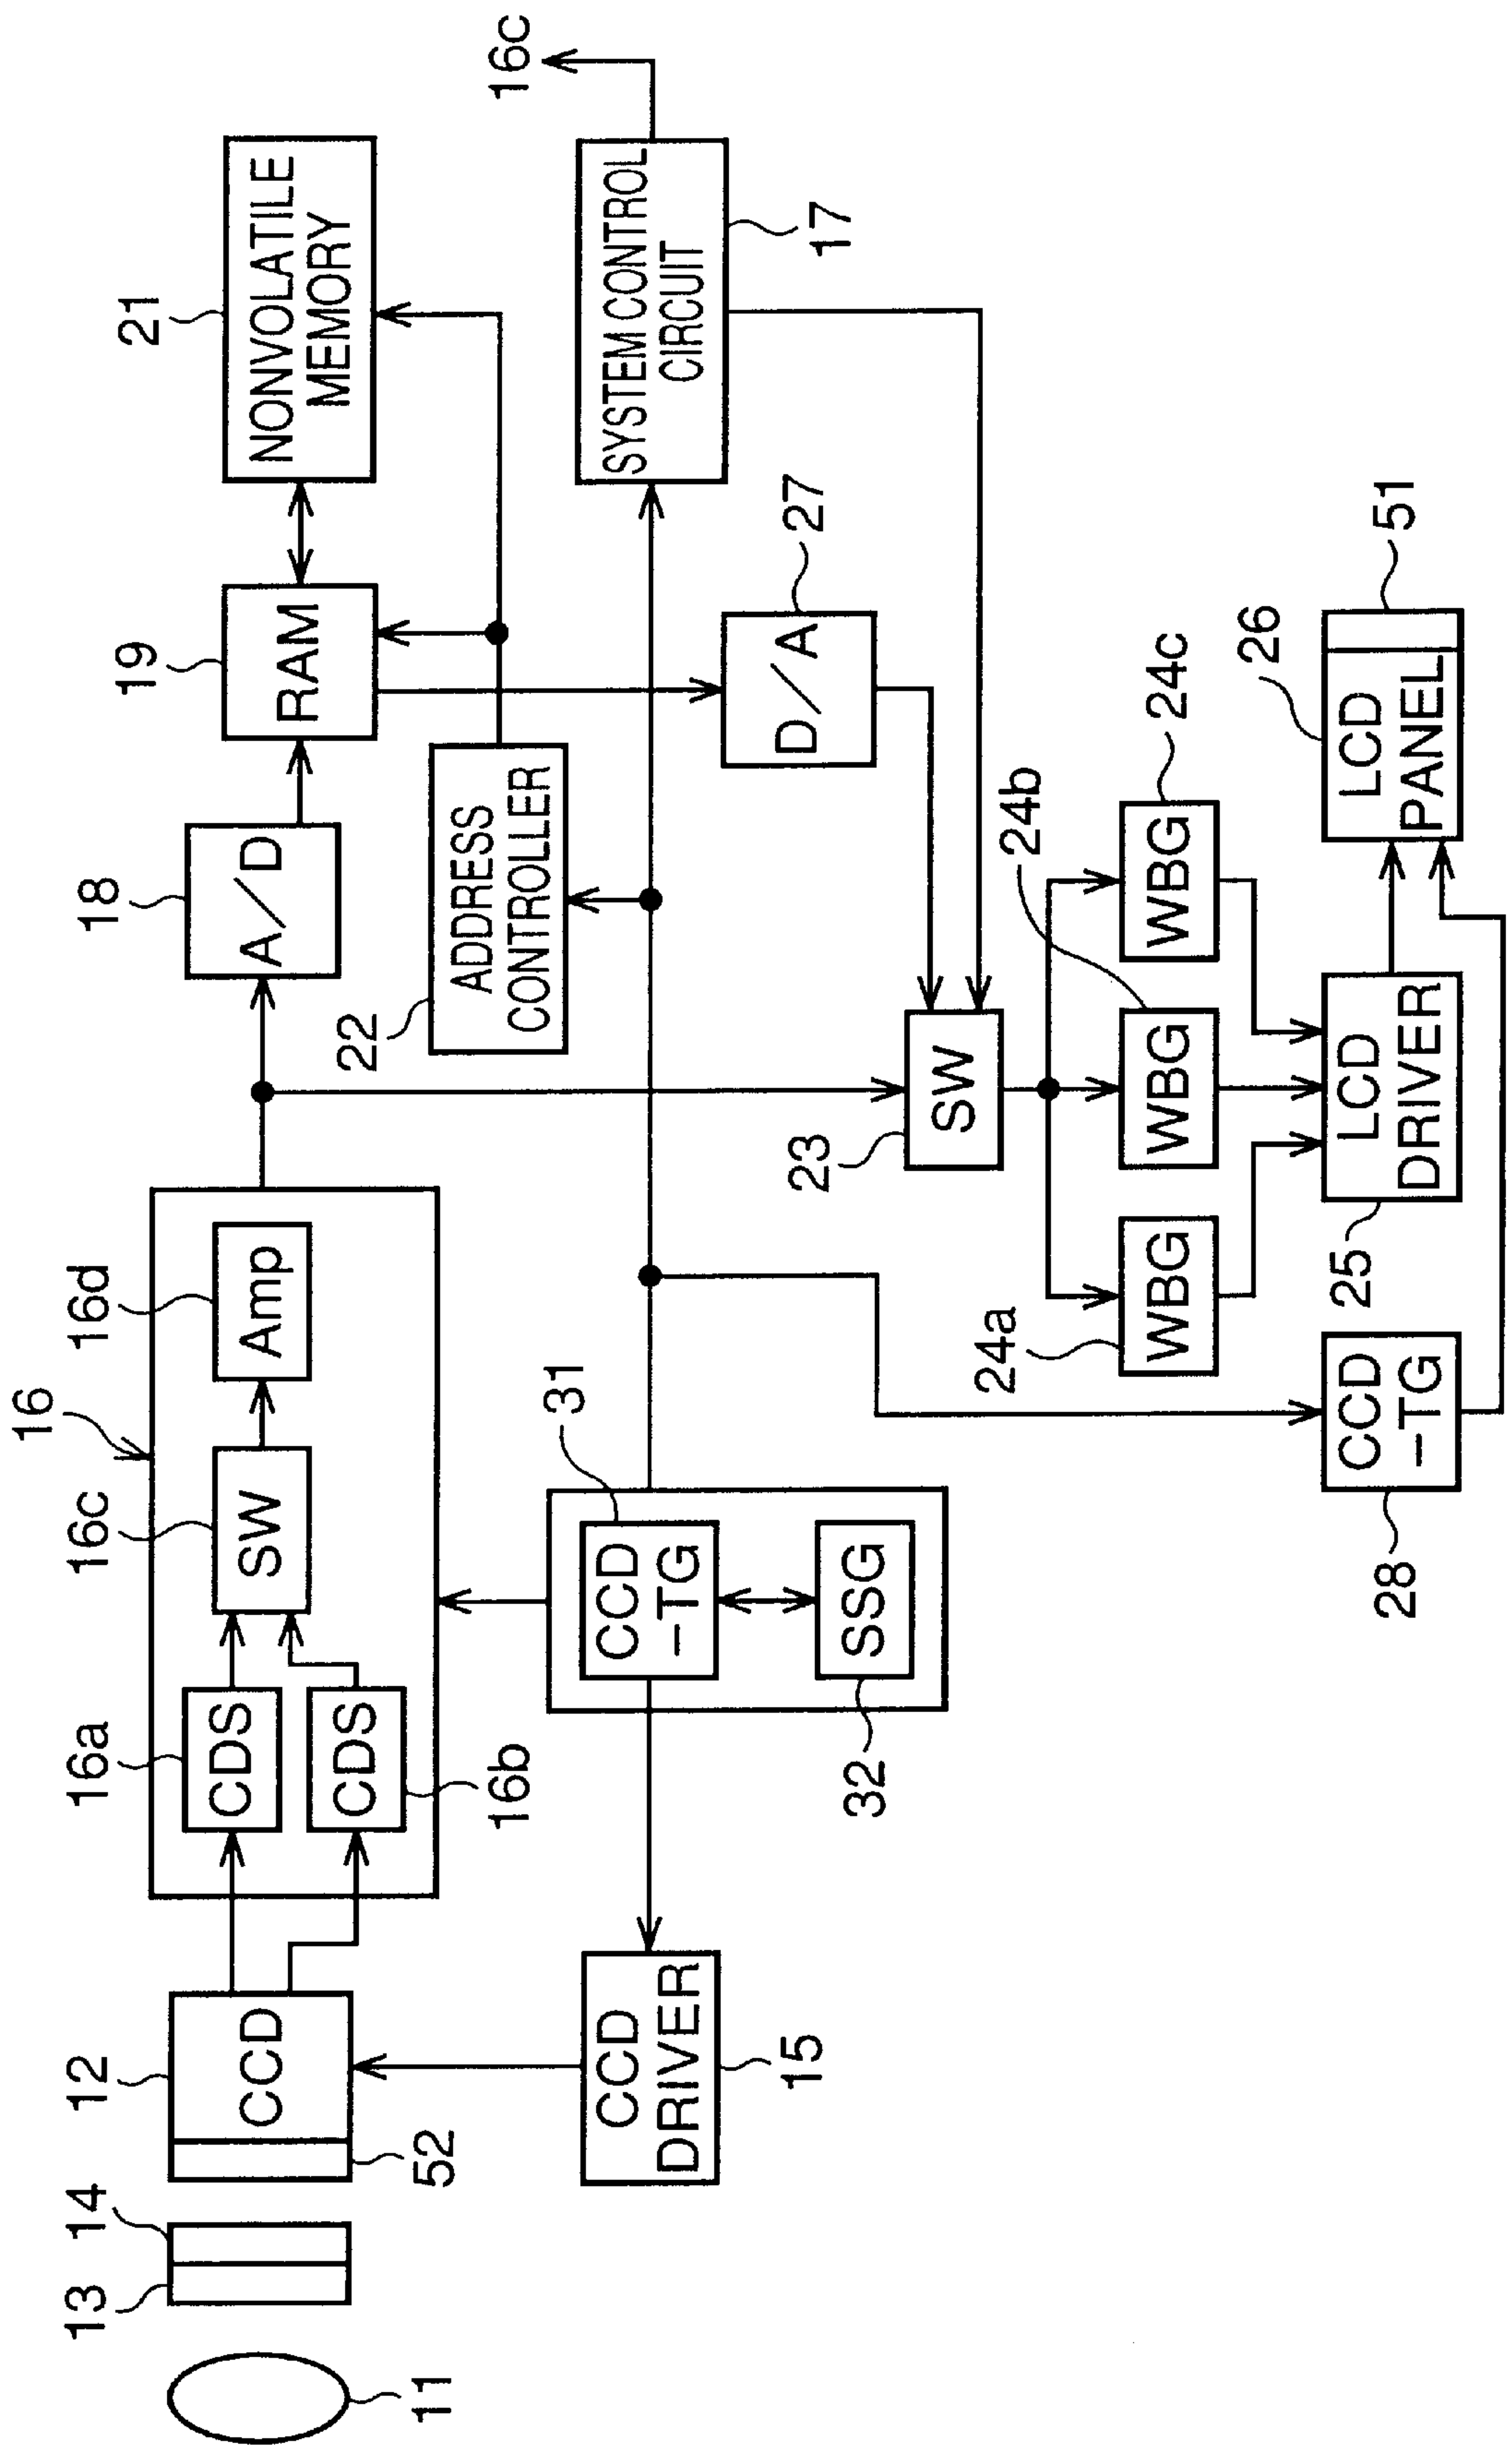 11
13
14
12
CCD
52
16
16a
CDS
CDS
16b
16c
SW
16d
Amp
18
A/D
19
RAM
21
NONVOLATILE
MEMORY
22
ADDRESS
CONTROLLER
SYSTEM CONTROL
CIRCUIT
17
16c
CCD
DRIVER
15
31
CCD
-TG
SSG
32
D/A
27
23
SW
24a
WBG
24b
WBG
24c
WBG
28
CCD
-TG
25
LCD
DRIVER
26
LCD
PANEL
51